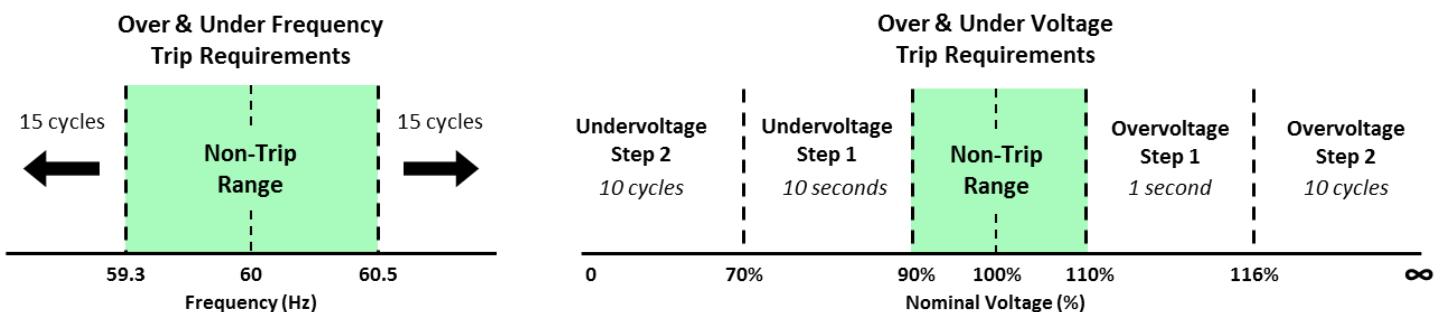 Over & Under Frequency
Trip Requirements
15 cycles
15 cycles
Non-Trip
Range
59.3
60
60.5
Frequency (Hz)
Over & Under Voltage
Trip Requirements
Undervoltage
Step 2
10 cycles
Undervoltage
Step 1
10 seconds
Non-Trip
Range
Overvoltage
Step 1
1 second
Overvoltage
Step 2
10 cycles
0
70%
90%
100%
110%
116%
∞
Nominal Voltage (%)